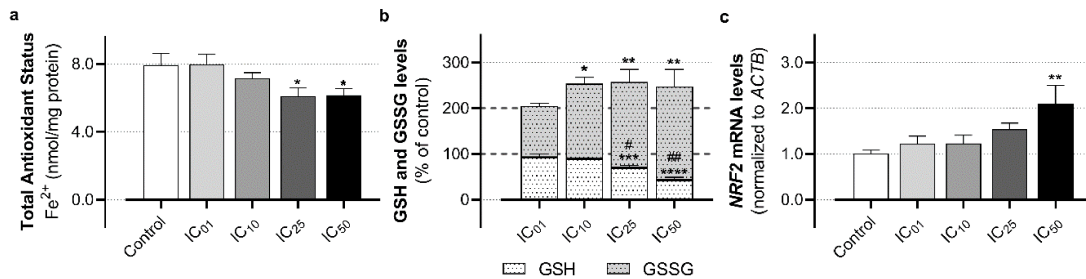 a
Total Antioxidant Status
Fe²⁺ (nmol/mg protein)
8.0
4.0
0.0
*
*
Control
IC₀₁
IC₁₀
IC₂₅
IC₅₀
b
GSH and GSSG levels
(% of control)
300
200
100
0
*
**
**
#
***
##
****
IC₀₁
IC₁₀
IC₂₅
IC₅₀
GSH
GSSG
c
NRF2 mRNA levels
(normalized to ACTB)
3.0
2.0
1.0
0.0
**
Control
IC₀₁
IC₁₀
IC₂₅
IC₅₀